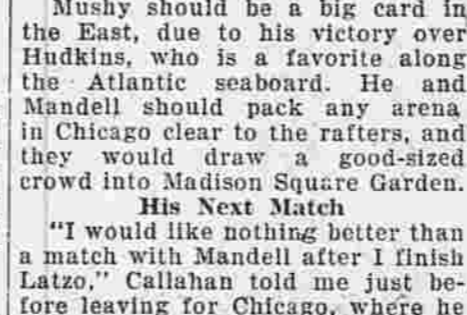 Mushy should be a big card in
the East, due to his victory over
Hudkins, who is a favorite along
the Atlantic seaboard. He and
Mandell should pack any arena
in Chicago clear to the rafters, and
they would draw a good-sized
crowd into Madison Square Garden.
His Next Match
"I would like nothing better than
a match with Mandell after I finish
Latzo," Callahan told me just be-
fore leaving for Chicago, where he